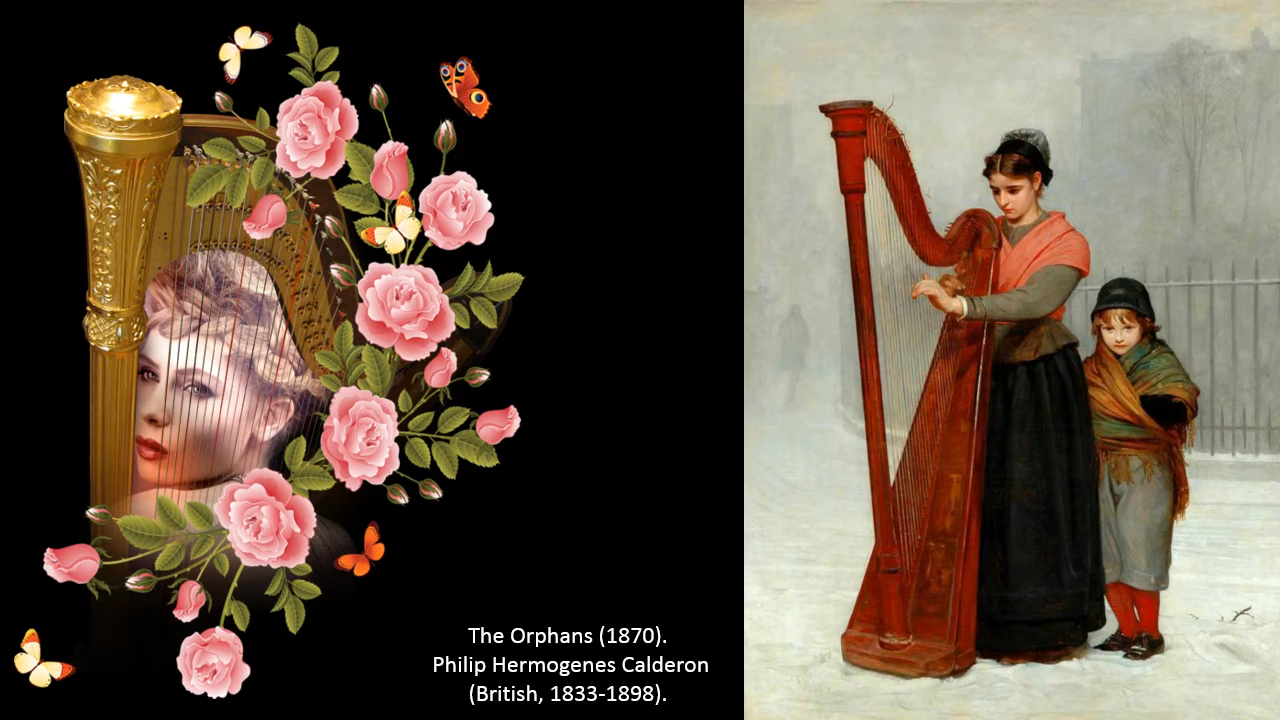 The Orphans (1870).
Philip Hermogenes Calderon
(British, 1833-1898).